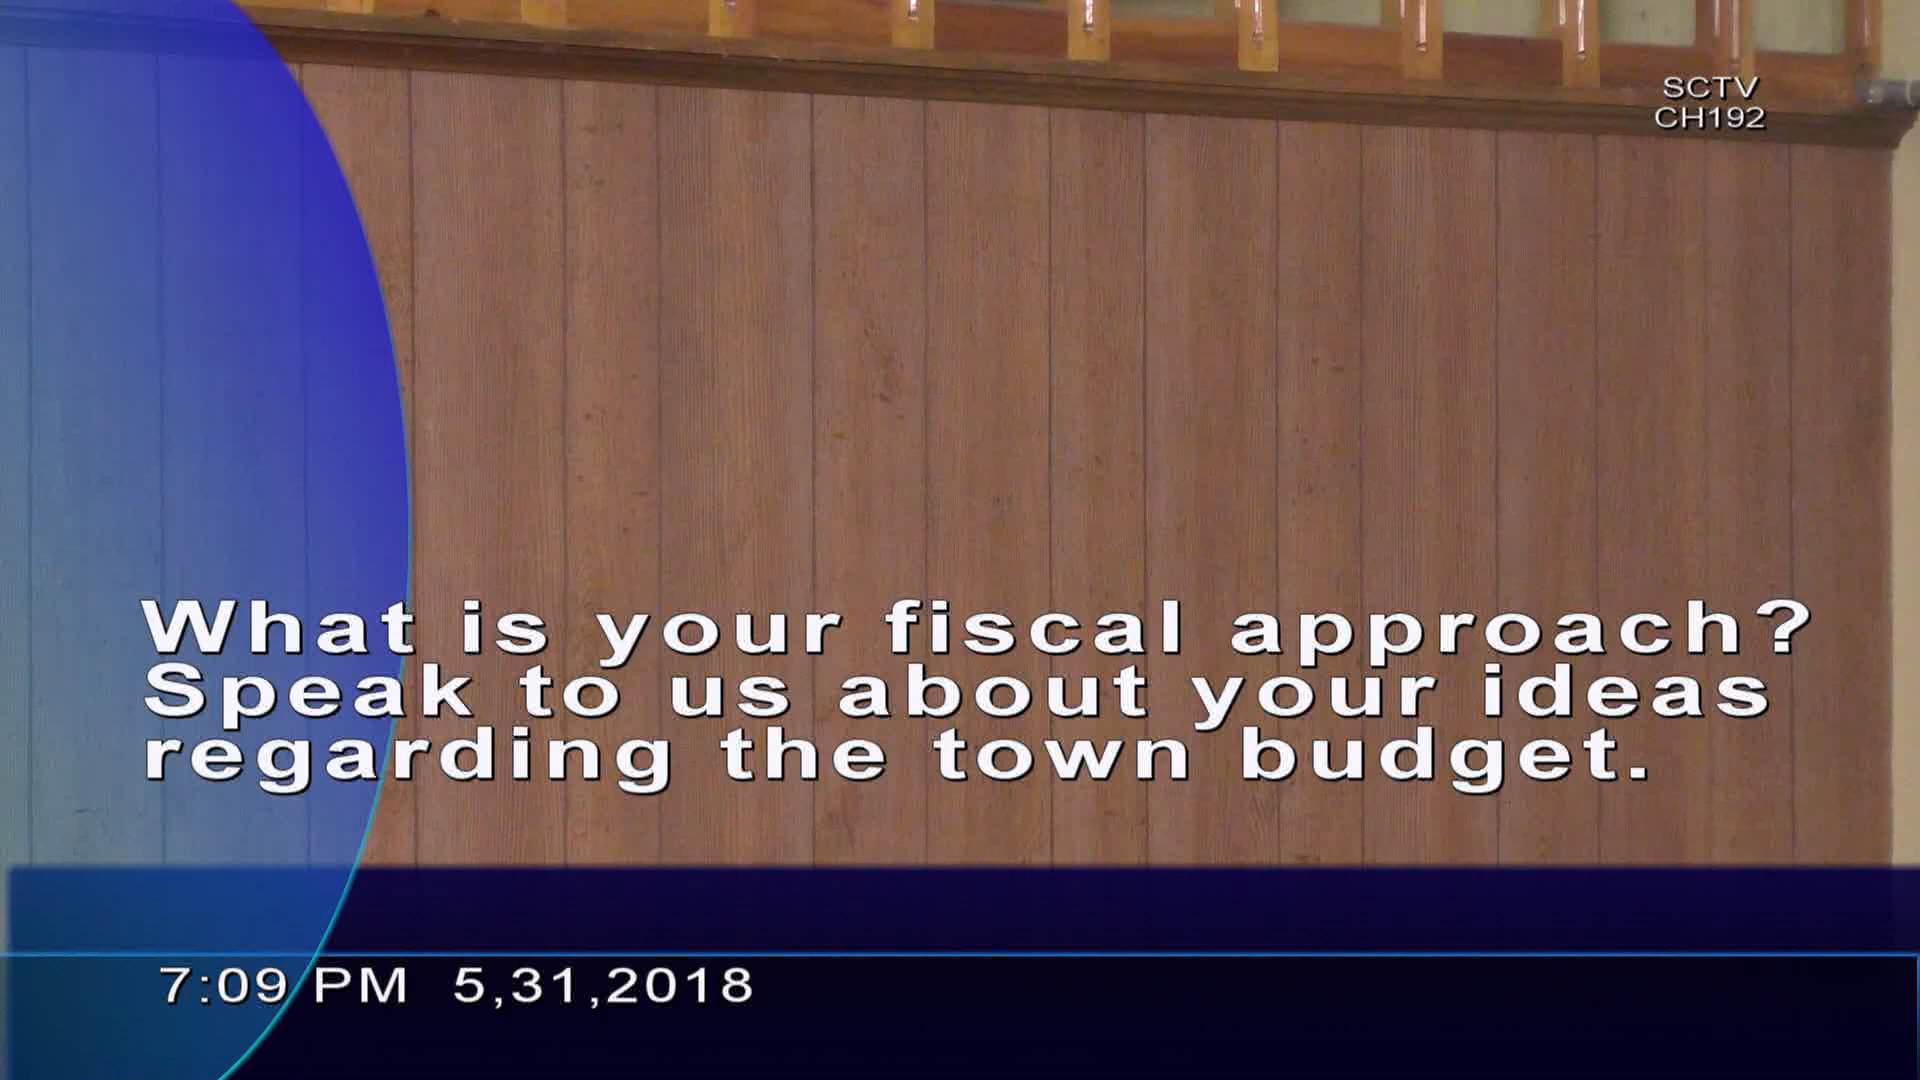 SCTV
CH192
What is your fiscal approach?
Speak to us about your ideas
regarding the town budget.
7:09 PM 5,31,2018